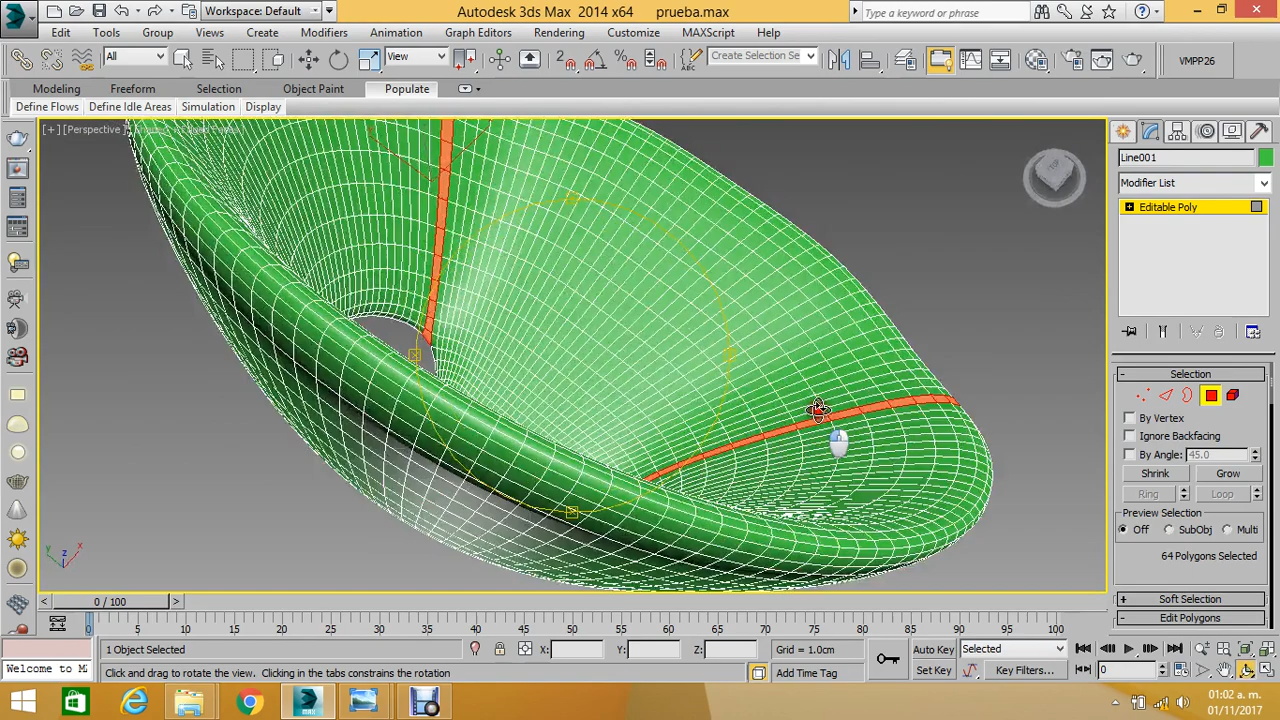 Workspace: Default
Autodesk 3ds Max 2014 x64 prueba.max
Type a keyword or phrase
Edit Tools Group Views Create Modifiers Animation Graph Editors Rendering Customize MAXScript Help
All View Create Selection Se VMPP26
Modeling Freeform Selection Object Paint Populate
Define Flows Define Idle Areas Simulation Display
[+] [Perspective]
TOP
Line001
Modifier List
Editable Poly
Selection
By Vertex
Ignore Backfacing
By Angle: 45.0
Shrink Grow
Ring Loop
Preview Selection
Off SubObj Multi
64 Polygons Selected
Soft Selection
Edit Polygons
y z x
< 0 / 100 >
0 5 10 15 20 25 30 35 40 45 50 55 60 65 70 75 80 85 90 95 100
1 Object Selected X: Y: Z: Grid = 1.0cm Auto Key Selected
Welcome to M Click and drag to rotate the view. Clicking in the tabs constrains the rotation Add Time Tag Set Key Key Filters... 0
01:02 a. m.
01/11/2017